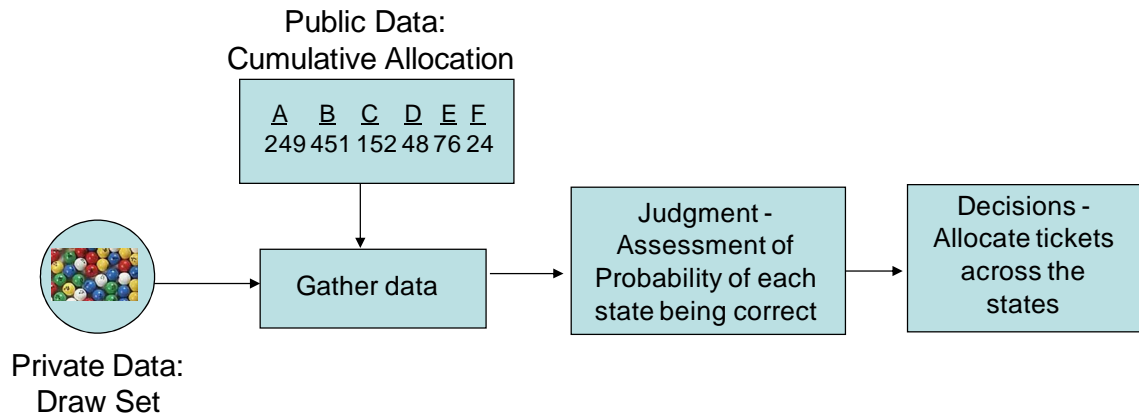 Public Data:
Cumulative Allocation
A B C D E F
249 451 152 48 76 24
Gather data
Judgment -
Assessment of
Probability of each
state being correct
Decisions -
Allocate tickets
across the
states
Private Data:
Draw Set